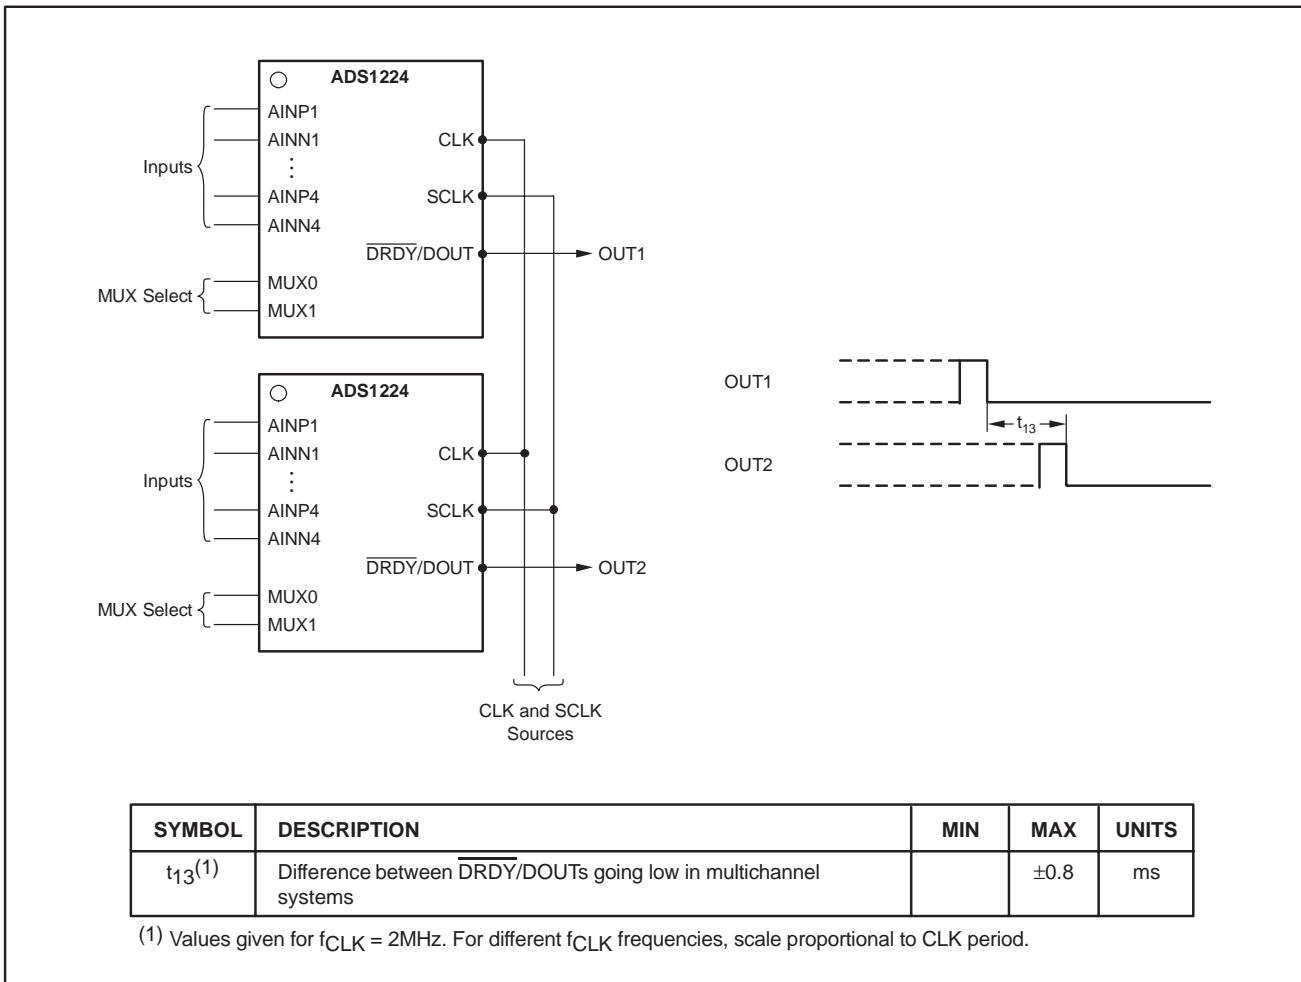 ADS1224
AINP1
AINN1
CLK
Inputs
AINP4
SCLK
AINN4
DRDY/DOUT
OUT1
MUX0
MUX Select
MUX1
ADS1224
AINP1
AINN1
CLK
Inputs
AINP4
SCLK
AINN4
DRDY/DOUT
OUT2
MUX0
MUX Select
MUX1
CLK and SCLK
Sources
OUT1
t13
OUT2
SYMBOL DESCRIPTION MIN MAX UNITS
t13(1) Difference between DRDY/DOUTs going low in multichannel ±0.8 ms
systems
(1) Values given for fCLK = 2MHz. For different fCLK frequencies, scale proportional to CLK period.